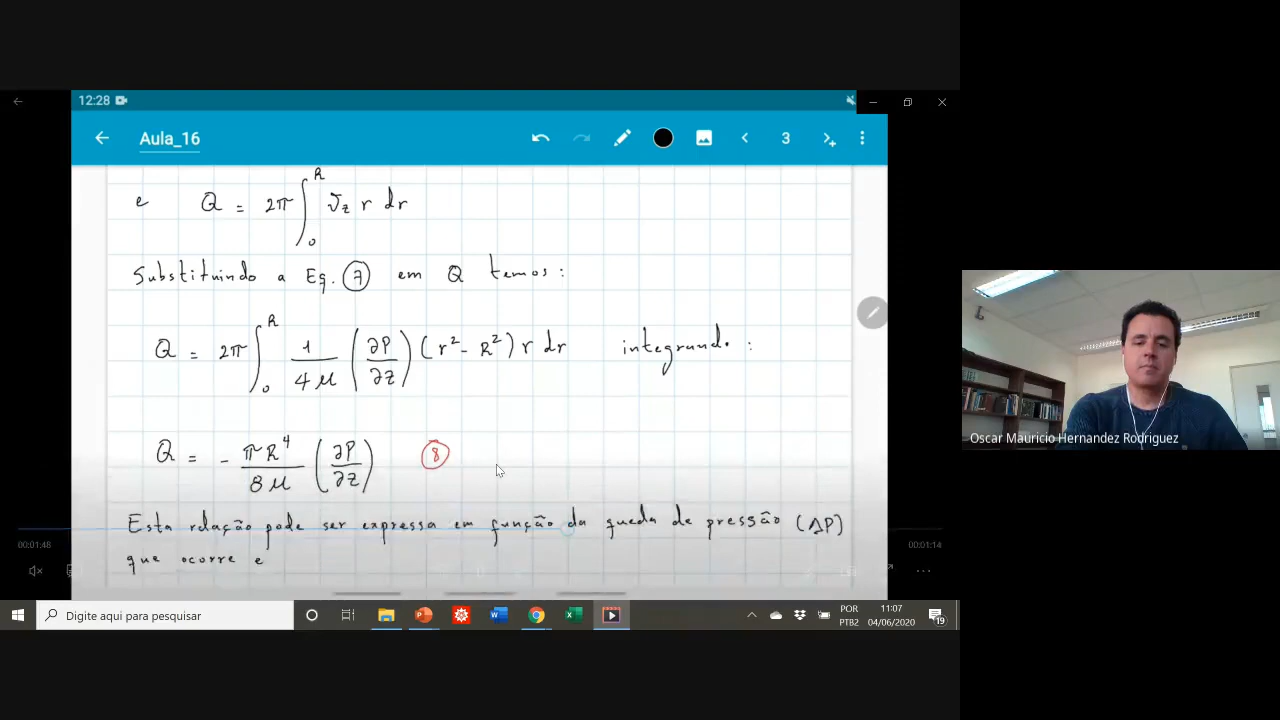 12:28
Aula_16
3
e Q = 2π ∫₀ᴿ v_z r dr
Substituindo a Eq. ⑦ em Q temos:
Q = 2π ∫₀ᴿ 1/(4μ) (∂P/∂z) (r² - R²) r dr integrando:
Q = - πR⁴/(8μ) (∂P/∂z) ⑧
Esta relação pode ser expressa em função da queda de pressão (ΔP)
que ocorre e
00:01:48
00:01:14
Oscar Mauricio Hernandez Rodriguez
Digite aqui para pesquisar
POR
PTB2
11:07
04/06/2020
19